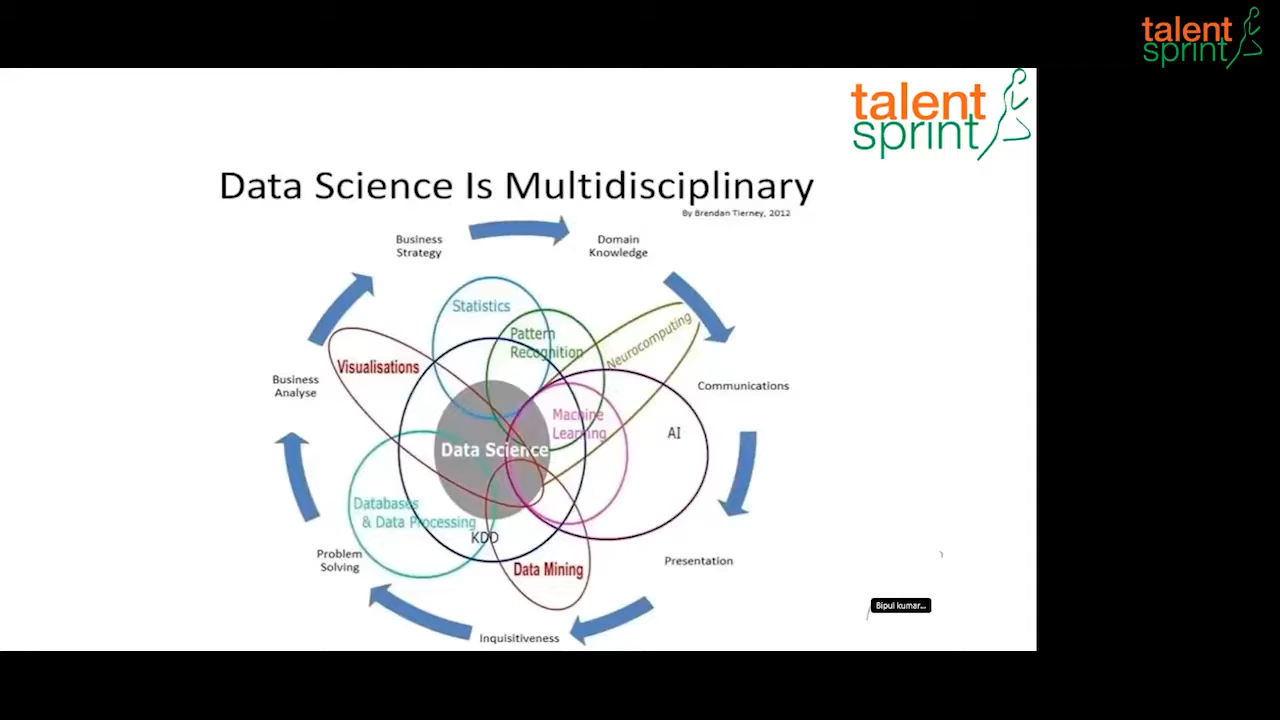 talent
sprint
talent
sprint
Data Science Is Multidisciplinary
By Brendan Tierney, 2012
Business
Strategy
Domain
Knowledge
Statistics
Pattern
Recognition
Neurocomputing
Visualisations
Business
Analyse
Communications
Machine
Learning
AI
Data Science
Databases
& Data Processing
KDD
Problem
Solving
Data Mining
Presentation
Inquisitiveness
Bipul kumar...